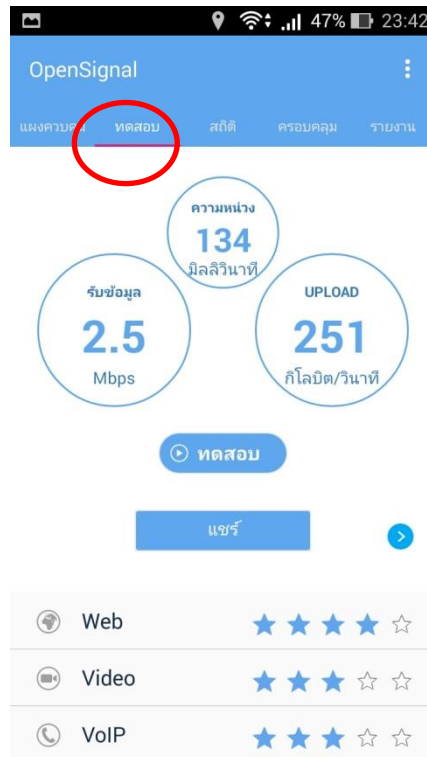 47% 23:42
OpenSignal
แผงควบคุม ทดสอบ สถิติ ครอบคลุม รายงาน
ความหน่วง
134
มิลลิวินาที
รับข้อมูล
2.5
Mbps
UPLOAD
251
กิโลบิต/วินาที
ทดสอบ
แชร์
Web
Video
VoIP